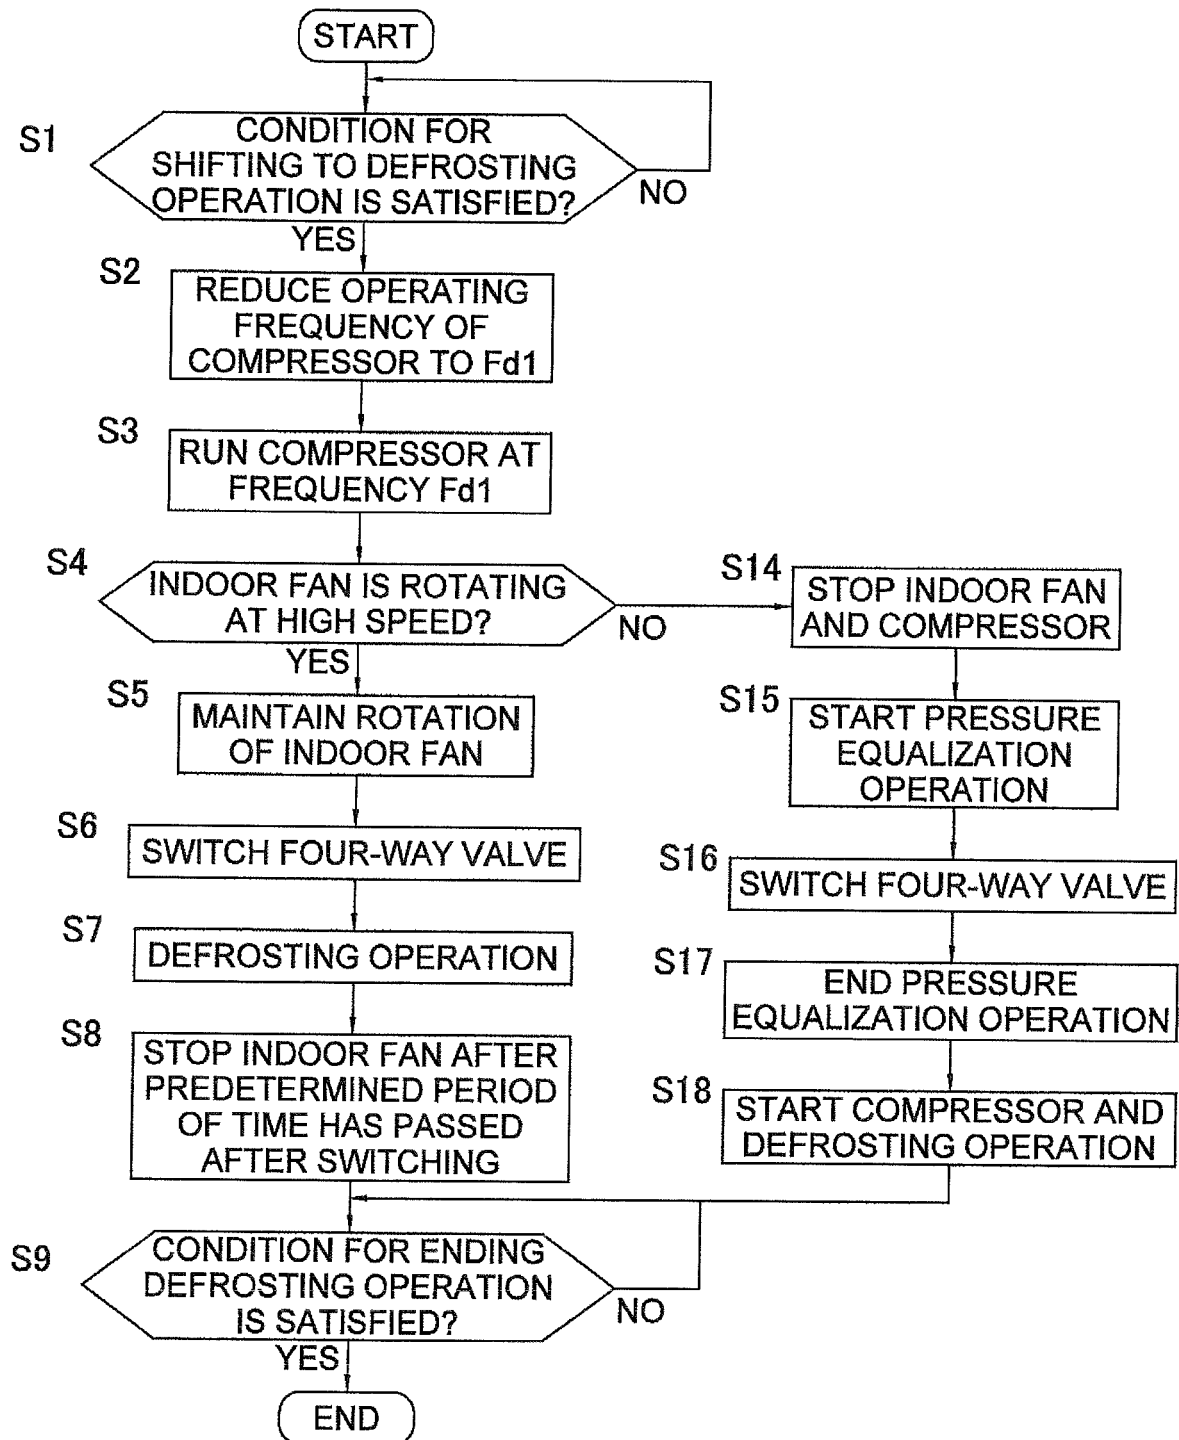 START
S1
CONDITION FOR
SHIFTING TO DEFROSTING
OPERATION IS SATISFIED?
NO
YES
S2
REDUCE OPERATING
FREQUENCY OF
COMPRESSOR TO Fd1
S3
RUN COMPRESSOR AT
FREQUENCY Fd1
S4
INDOOR FAN IS ROTATING
AT HIGH SPEED?
NO
YES
S5
MAINTAIN ROTATION
OF INDOOR FAN
S6
SWITCH FOUR-WAY VALVE
S7
DEFROSTING OPERATION
S8
STOP INDOOR FAN AFTER
PREDETERMINED PERIOD
OF TIME HAS PASSED
AFTER SWITCHING
S14
STOP INDOOR FAN
AND COMPRESSOR
S15
START PRESSURE
EQUALIZATION
OPERATION
S16
SWITCH FOUR-WAY VALVE
S17
END PRESSURE
EQUALIZATION OPERATION
S18
START COMPRESSOR AND
DEFROSTING OPERATION
S9
CONDITION FOR ENDING
DEFROSTING OPERATION
IS SATISFIED?
NO
YES
END